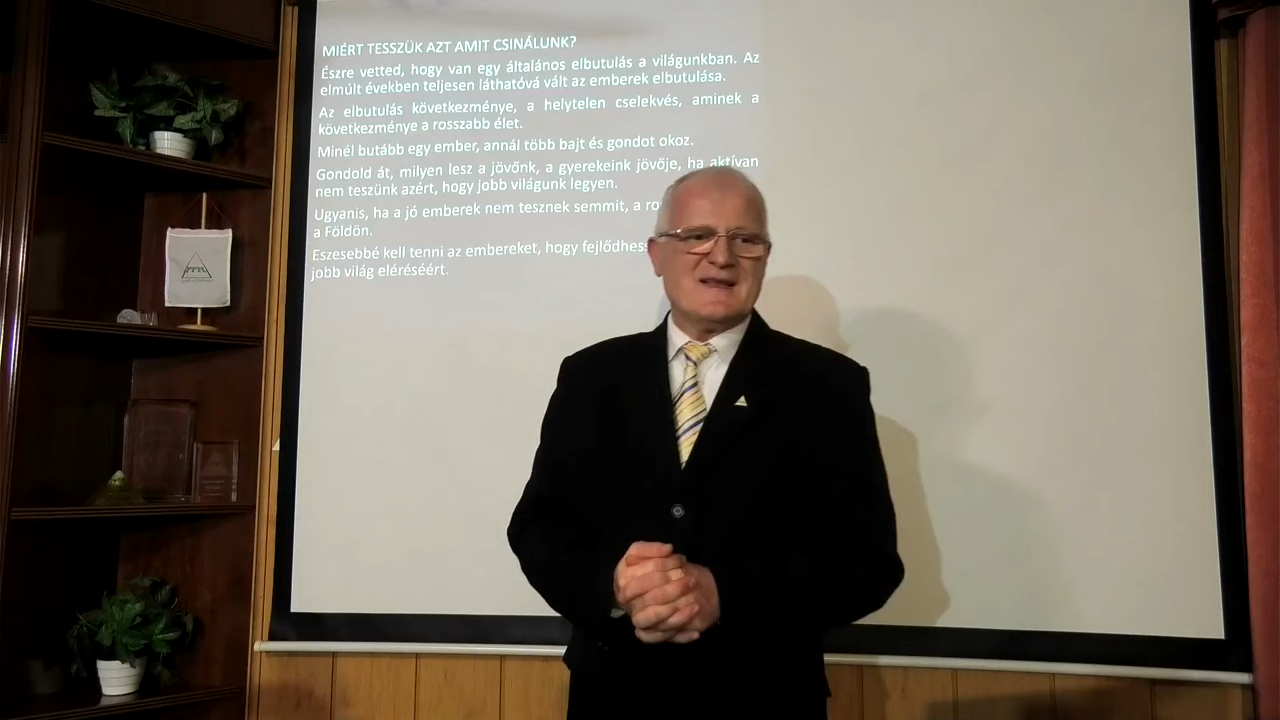 MIÉRT TESSZÜK AZT AMIT CSINÁLUNK?
Észre vetted, hogy van egy általános elbutulás a világunkban. Az
elmúlt években teljesen láthatóvá vált az emberek elbutulása.
Az elbutulás következménye, a helytelen cselekvés, aminek a
következménye a rosszabb élet.
Minél butább egy ember, annál több bajt és gondot okoz.
Gondold át, milyen lesz a jövőnk, a gyerekeink jövője, ha aktívan
nem teszünk azért, hogy jobb világunk legyen.
Ugyanis, ha a jó emberek nem tesznek semmit, a
a Földön.
Eszesebbé kell tenni az embereket, hogy
jobb világ eléréséért.